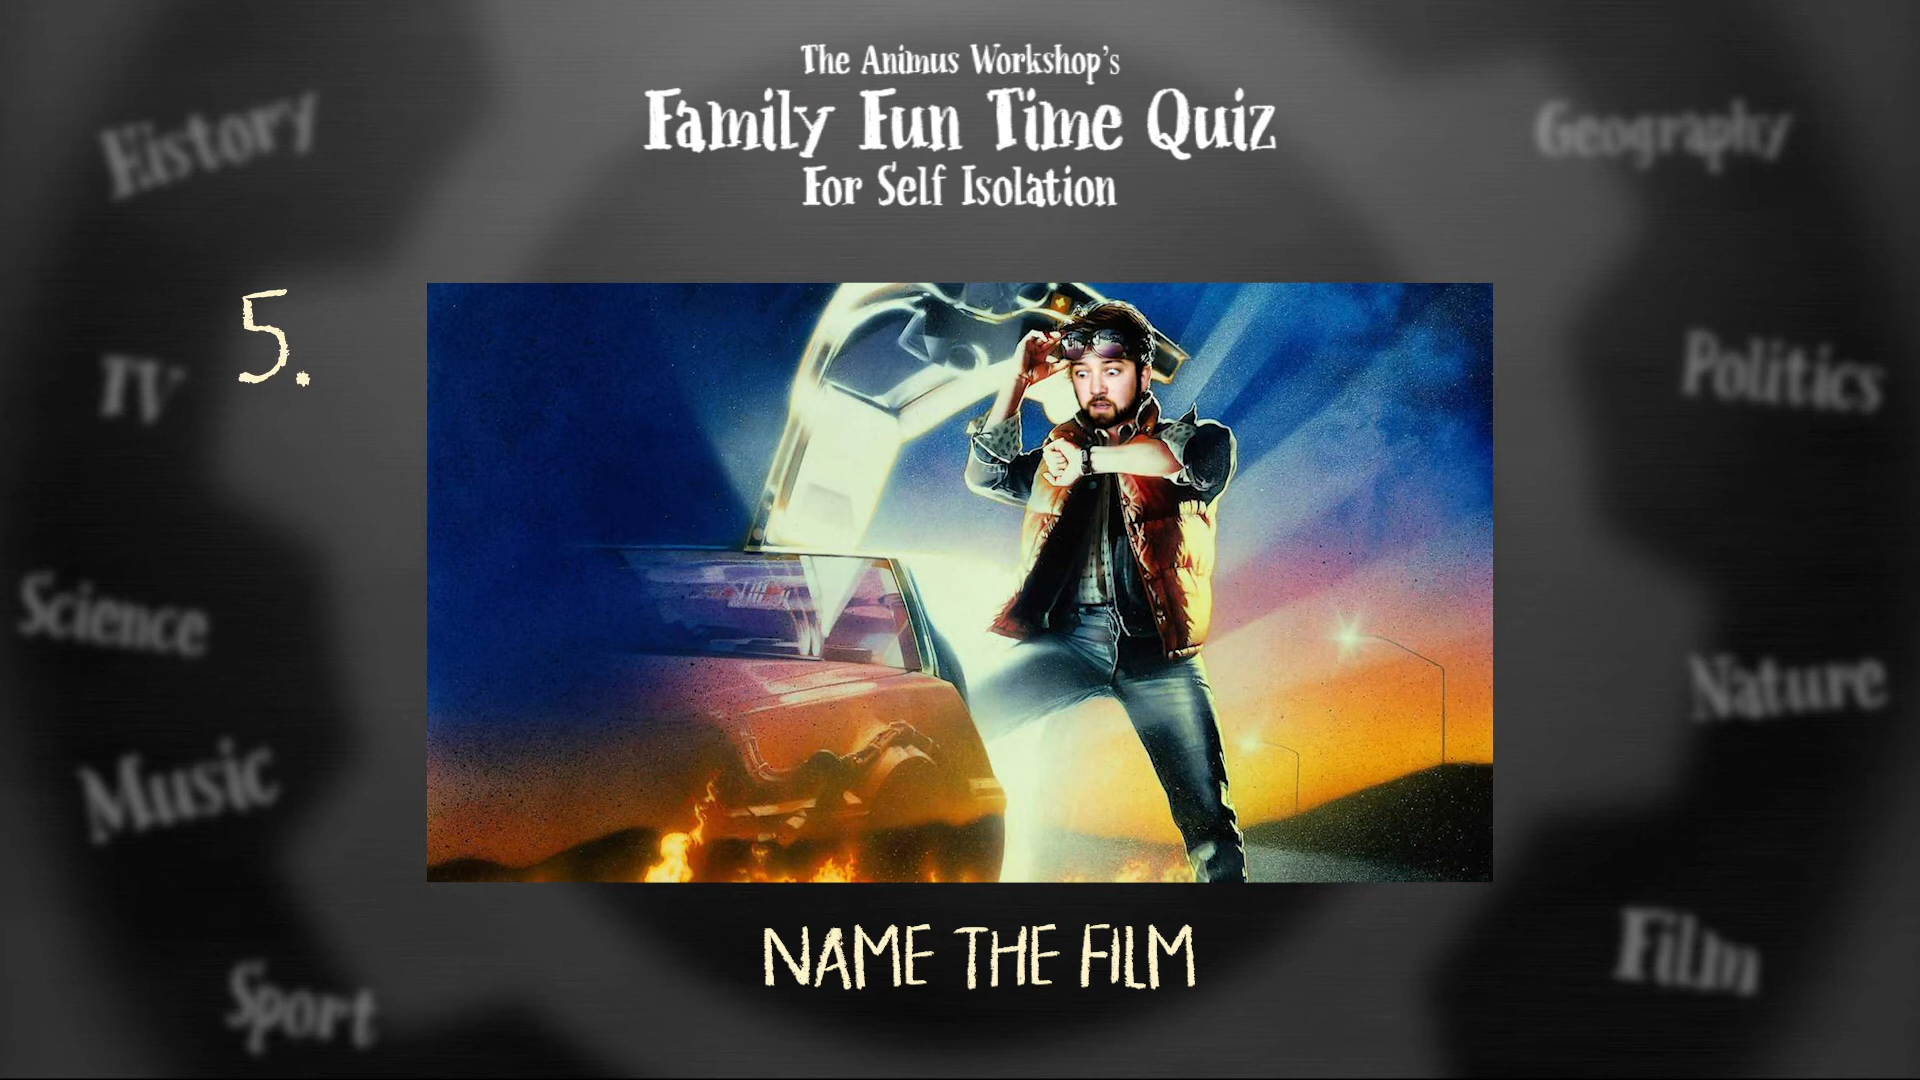 The Animus Workshop's
Family Fun Time Quiz
For Self Isolation
History
Geography
5.
TV
Politics
Science
Nature
Music
Film
NAME THE FILM
Sport